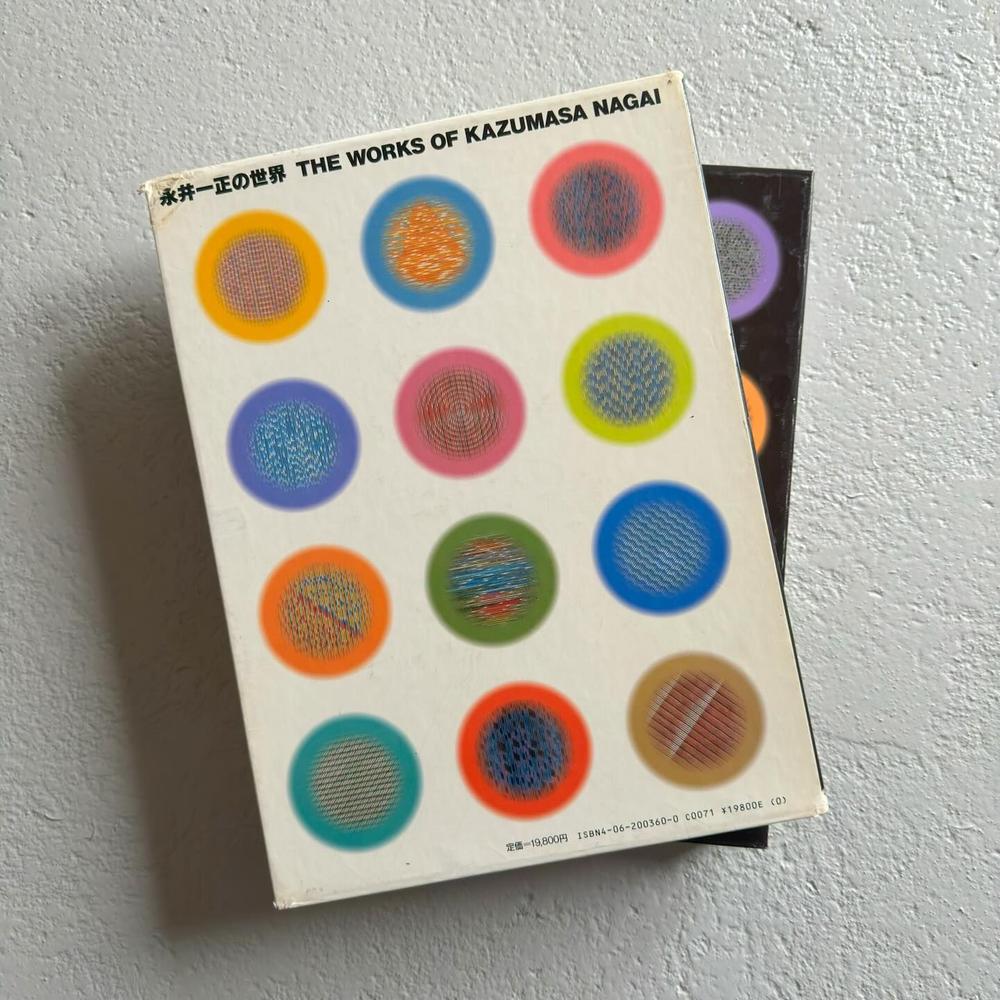 永井一正の世界 THE WORKS OF KAZUMASA NAGAI
定価=19,800円 ISBN4-06-200360-0 C0071 ¥19800E (0)